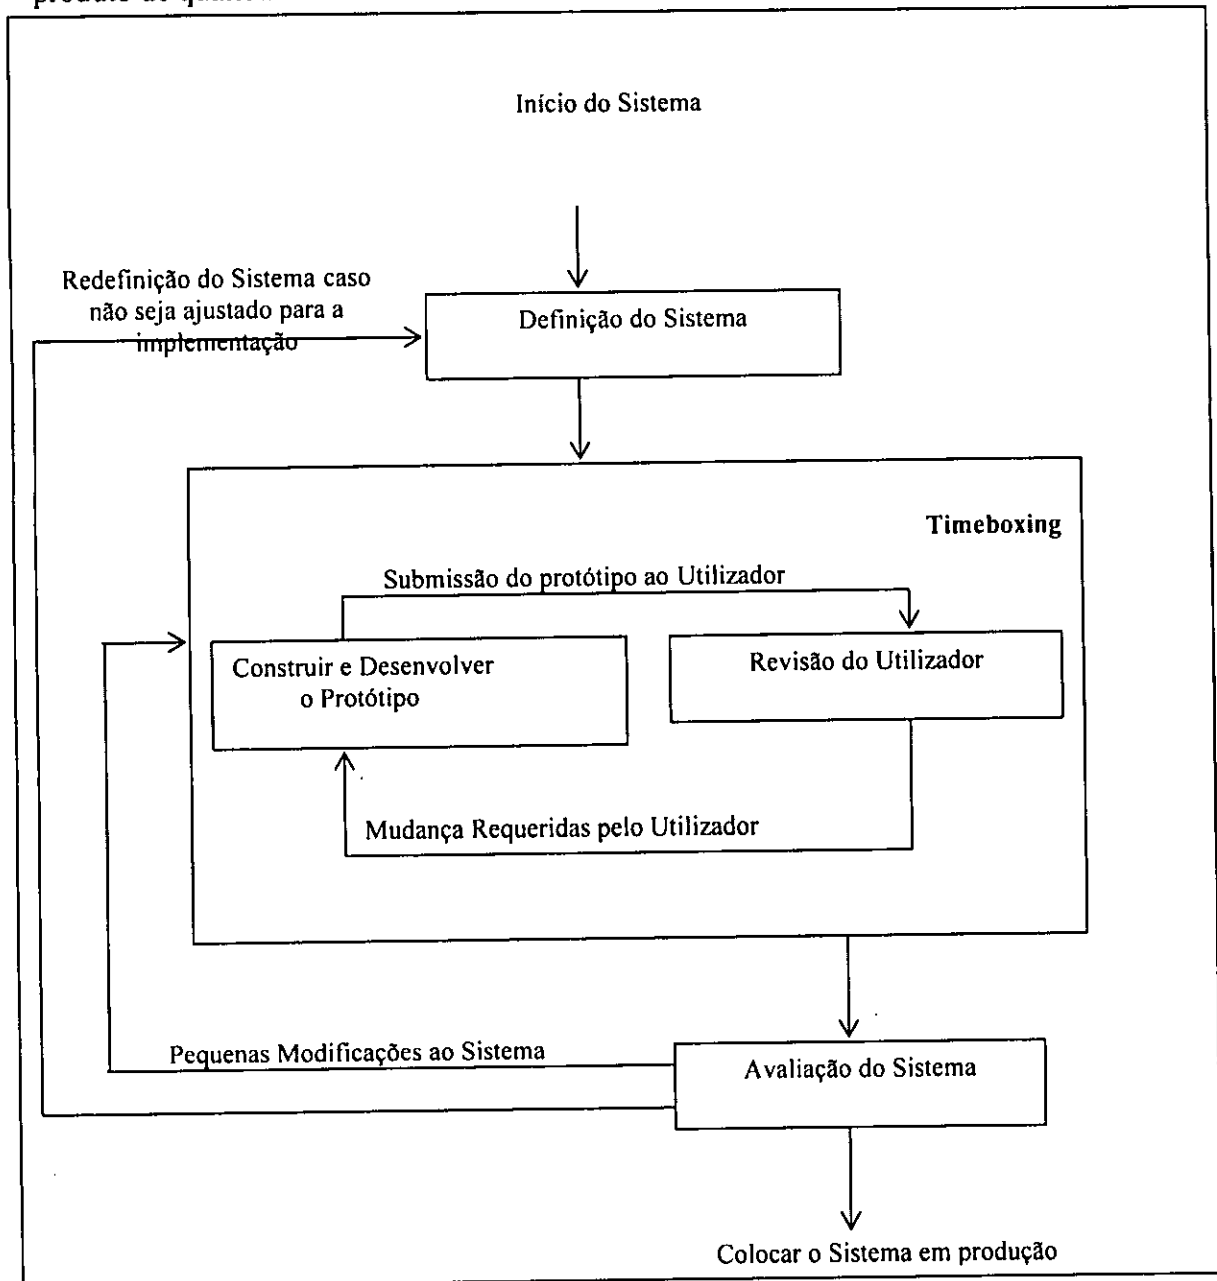 produto de
Início do Sistema
Redefinição do Sistema caso
não seja ajustado para a
implementação
Definição do Sistema
Timeboxing
Submissão do protótipo ao Utilizador
Construir e Desenvolver
o Protótipo
Revisão do Utilizador
Mudança Requeridas pelo Utilizador
Pequenas Modificações ao Sistema
Avaliação do Sistema
Colocar o Sistema em produção